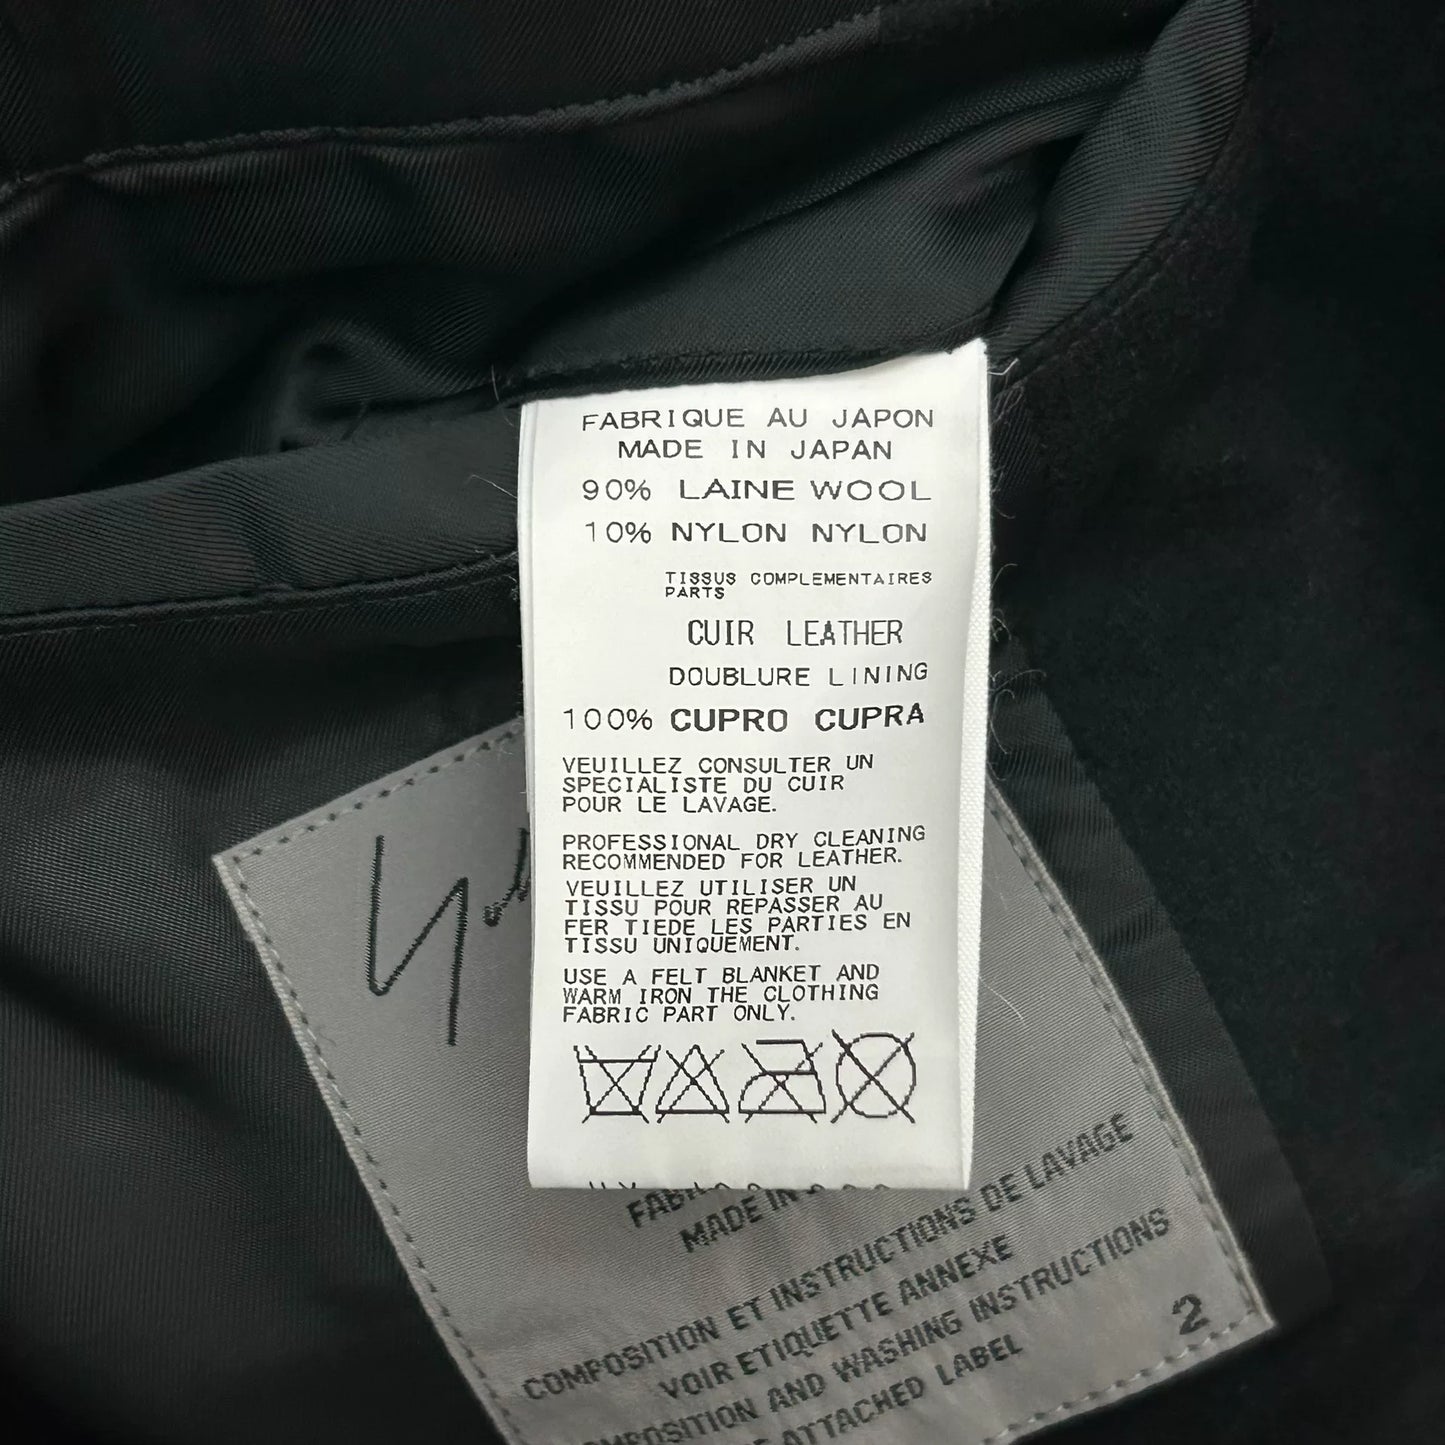 FABRIQUE AU JAPON
MADE IN JAPAN
90% LAINE WOOL
10% NYLON NYLON
TISSUS COMPLEMENTAIRES
PARTS
CUIR LEATHER
DOUBLURE LINING
100% CUPRO CUPRA
VEUILLEZ CONSULTER UN
SPECIALISTE DU CUIR
POUR LE LAVAGE.
PROFESSIONAL DRY CLEANING
RECOMMENDED FOR LEATHER.
VEUILLEZ UTILISER UN
TISSU POUR REPASSER AU
FER TIEDE LES PARTIES EN
TISSU UNIQUEMENT.
USE A FELT BLANKET AND
WARM IRON THE CLOTHING
FABRIC PART ONLY.
MADE IN
COMPOSITION ET INSTRUCTIONS DE LAVAGE
VOIR ETIQUETTE ANNEXE
AND WASHING INSTRUCTIONS
ATTACHED LABEL
2